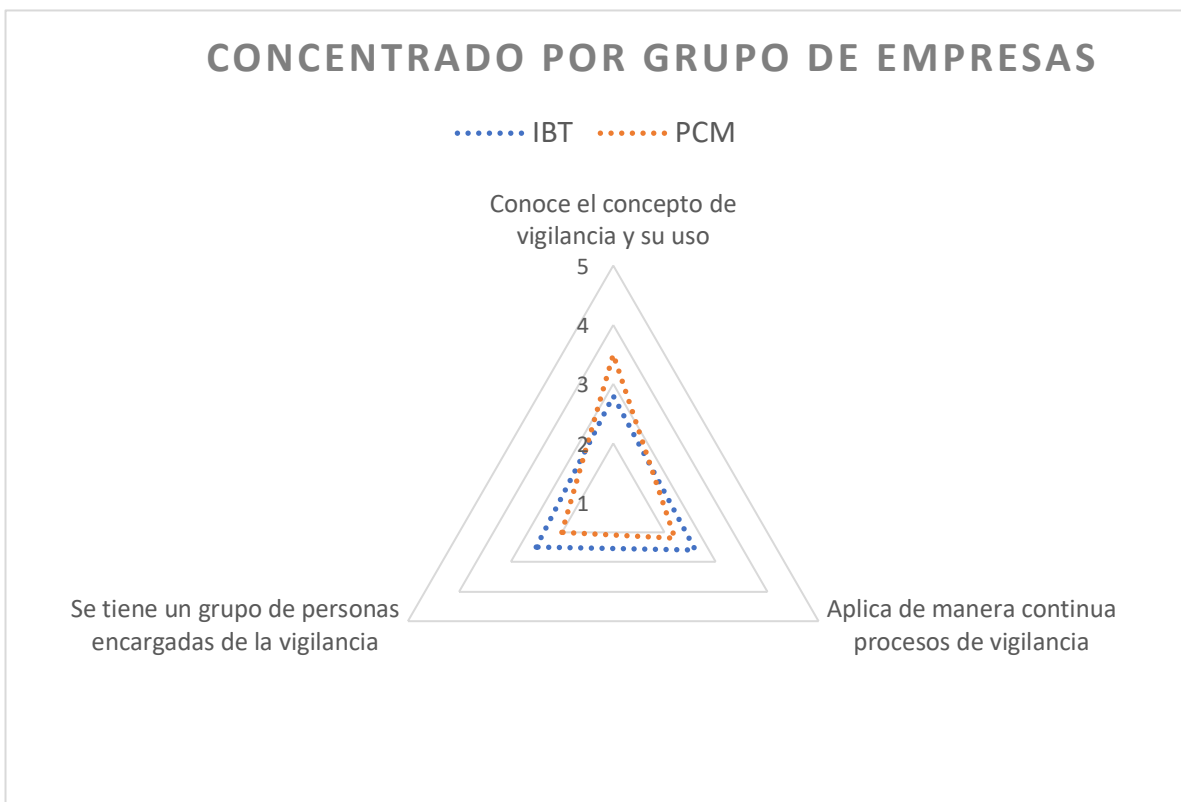 CONCENTRADO POR GRUPO DE EMPRESAS
IBT PCM
Conoce el concepto de
vigilancia y su uso
5
4
3
2
1
Se tiene un grupo de personas
encargadas de la vigilancia
Aplica de manera continua
procesos de vigilancia